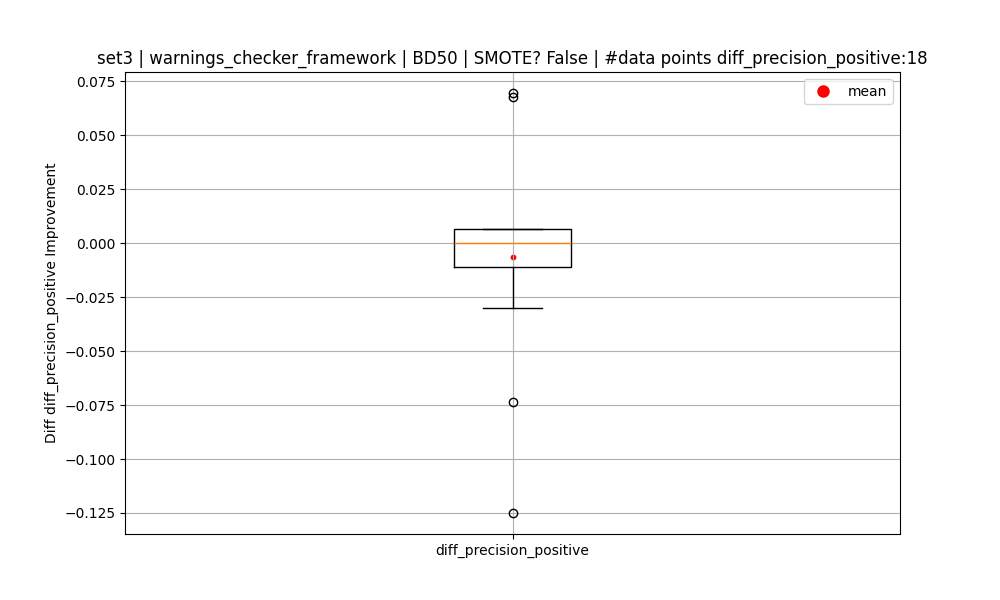 set3 | warnings_checker_framework | BD50 | SMOTE? False | #data points diff_precision_positive:18
mean
Diff diff_precision_positive Improvement
0.075
0.050
0.025
0.000
−0.025
−0.050
−0.075
−0.100
−0.125
diff_precision_positive